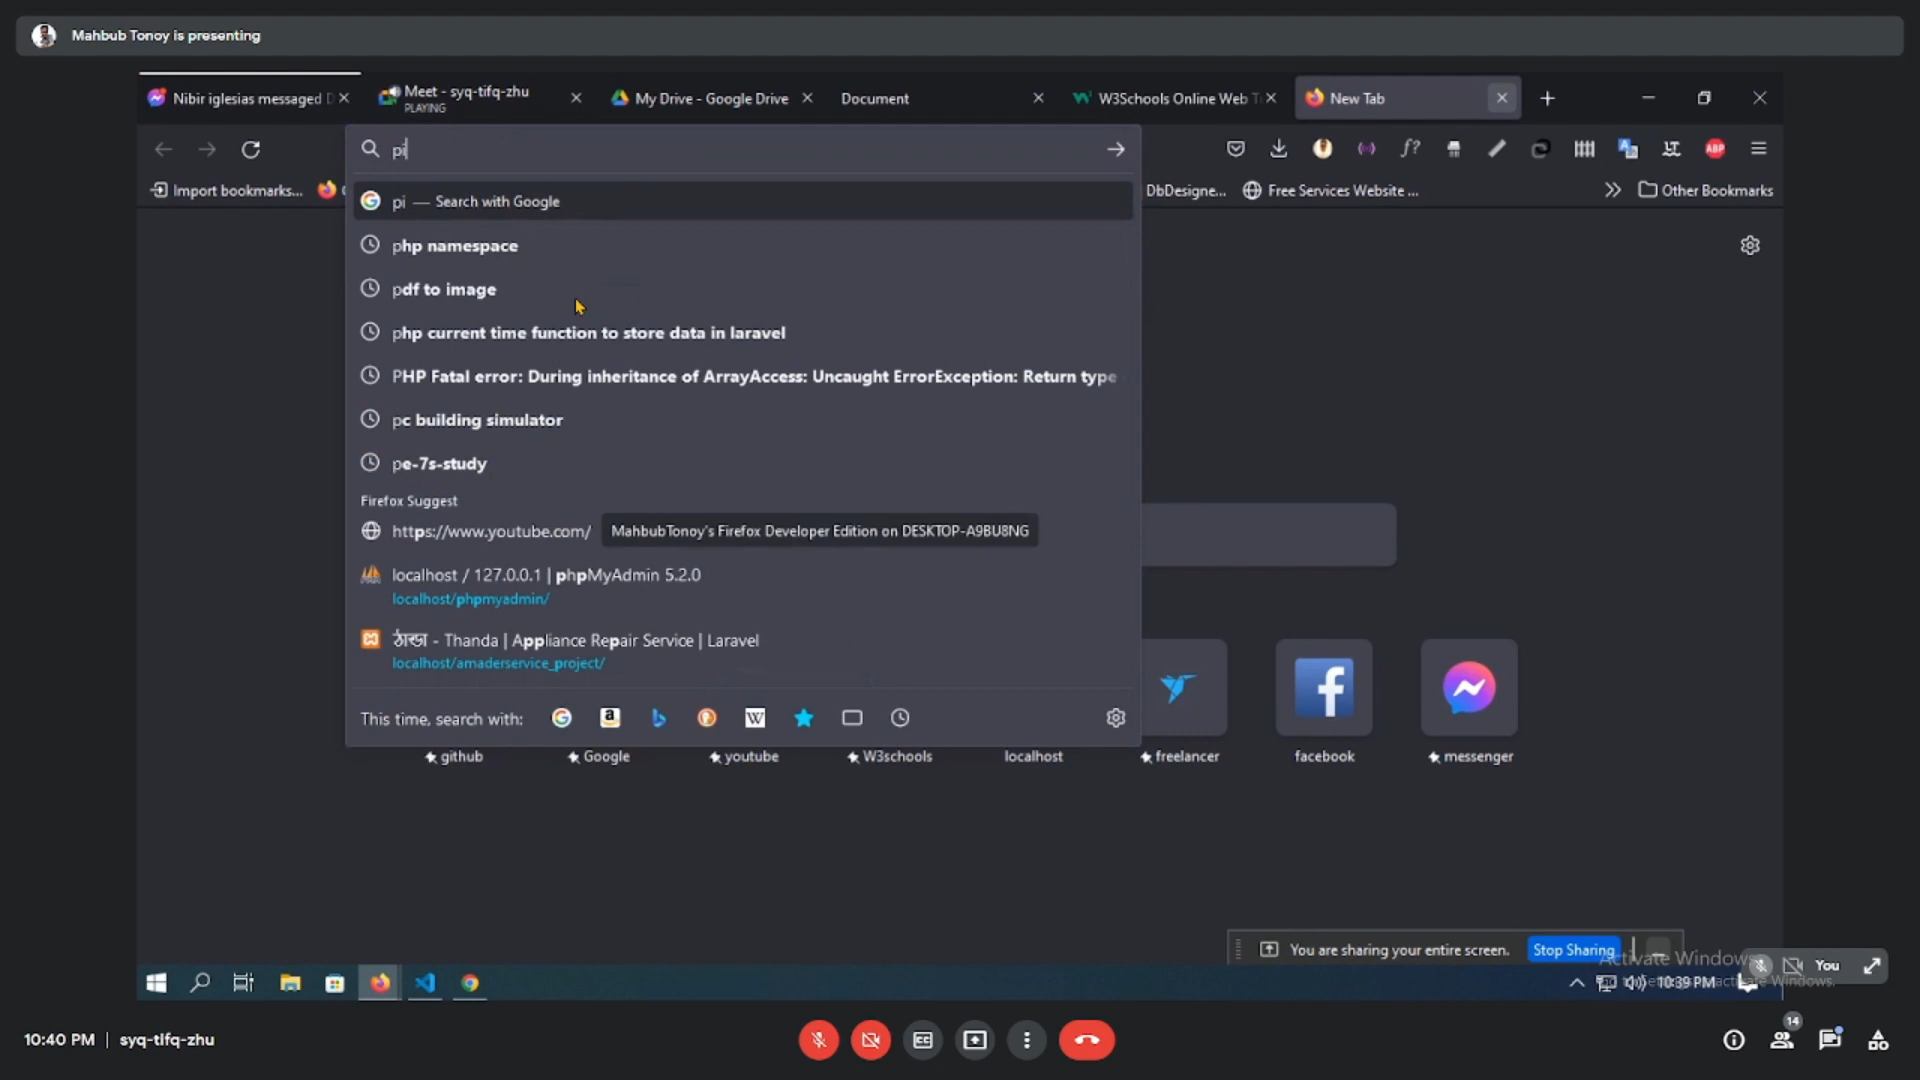 Mahbub Tonoy is presenting
Nibir iglesias messaged
Meet - syq-tifq-zhu
PLAYING
My Drive - Google Drive
Document
W3Schools Online Web T
New Tab
pi
Import bookmarks...
DbDesigne...
Free Services Website ...
Other Bookmarks
pi — Search with Google
php namespace
pdf to image
php current time function to store data in laravel
PHP Fatal error: During inheritance of ArrayAccess: Uncaught ErrorException: Return type
pc building simulator
pe-7s-study
Firefox Suggest
https://www.youtube.com/
MahbubTonoy's Firefox Developer Edition on DESKTOP-A9BU8NG
localhost / 127.0.0.1 | phpMyAdmin 5.2.0
localhost/phpmyadmin/
ঠান্ডা - Thanda | Appliance Repair Service | Laravel
localhost/amaderservice_project/
This time, search with:
github
Google
youtube
W3schools
localhost
freelancer
facebook
messenger
You are sharing your entire screen.
Stop Sharing
Activate Windows
You
10:39 PM
10:40 PM | syq-tifq-zhu
14